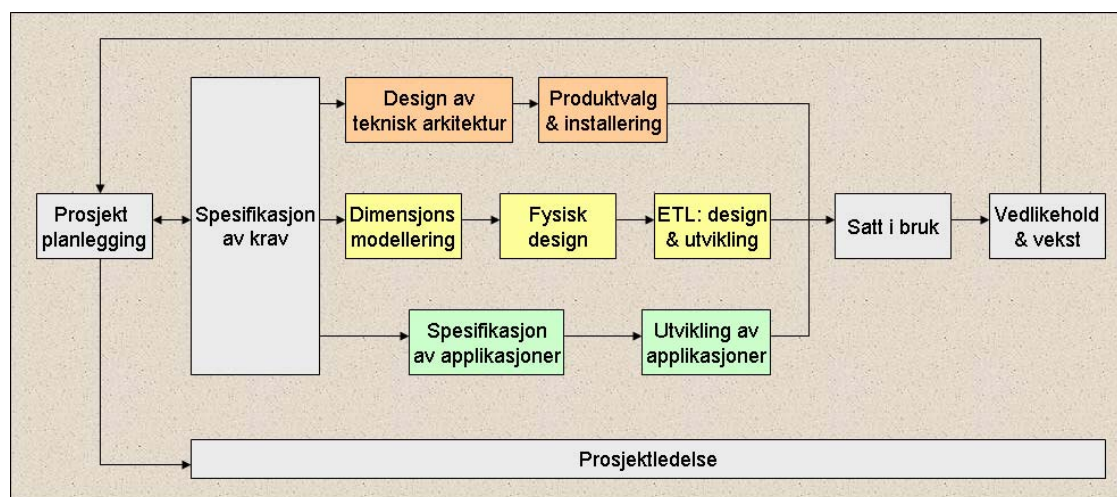 Design av
teknisk arkitektur
Produktvalg
& installering
Prosjekt
planlegging
Spesifikasjon
av krav
Dimensjons
modellering
Fysisk
design
ETL: design
& utvikling
Satt i bruk
Vedlikehold
& vekst
Spesifikasjon
av applikasjoner
Utvikling av
applikasjoner
Prosjektledelse